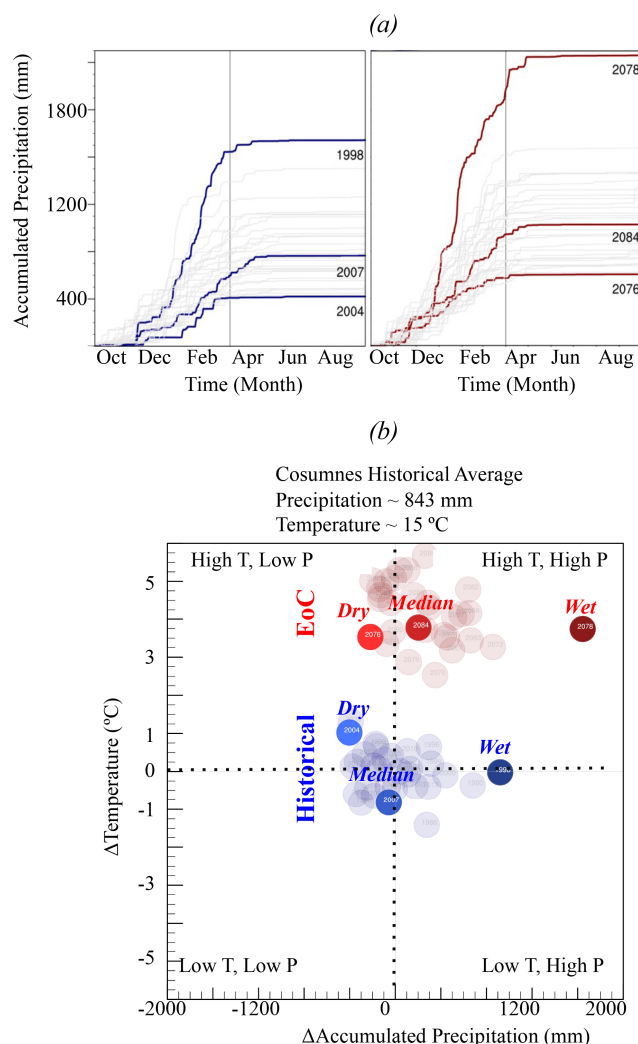 (a)
Accumulated Precipitation (mm)
1800
1200
400
1998
2007
2004
2078
2084
2076
Oct Dec Feb Apr Jun Aug
Oct Dec Feb Apr Jun Aug
Time (Month)
Time (Month)
(b)
Cosumnes Historical Average
Precipitation ~ 843 mm
Temperature ~ 15 ºC
High T, Low P
High T, High P
EoC
Dry
Median
Wet
2076
2084
2078
Historical
Dry
2004
Median
2007
Wet
Low T, Low P
Low T, High P
ΔTemperature (ºC)
5
3
1
0
-1
-3
-5
-2000 -1200 0 1200 2000
ΔAccumulated Precipitation (mm)